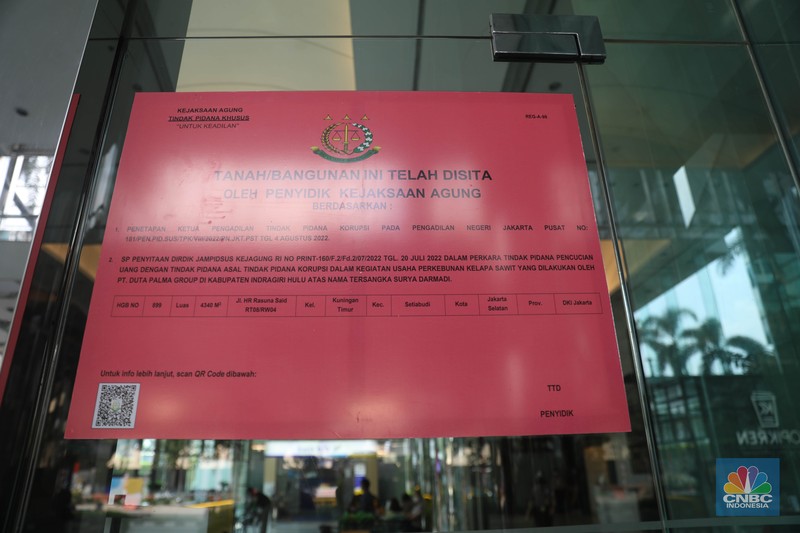 KEJAKSAAN AGUNG
TINDAK PIDANA KHUSUS
"UNTUK KEADILAN"
TANAH/BANGUNAN INI TELAH DISITA
OLEH PENYIDIK KEJAKSAAN AGUNG
BERDASARKAN :
1. PENETAPAN KETUA PENGADILAN TINDAK PIDANA KORUPSI PADA PENGADILAN NEGERI JAKARTA PUSAT NO:
TGL 4 AGUSTUS 2022.
2. SP PENYITAAN DIRDIK JAMPIDSUS KEJAGUNG RI NO PRINT-160/F.2/Fd.2/07/2022 TGL. 20 JULI 2022 DALAM PERKARA TINDAK PIDANA PENCUCIAN
UANG DENGAN TINDAK PIDANA ASAL TINDAK PIDANA KORUPSI DALAM KEGIATAN USAHA PERKEBUNAN KELAPA SAWIT YANG DILAKUKAN OLEH
PT. DUTA PALMA GROUP DI KABUPATEN INDRAGIRI HULU ATAS NAMA TERSANGKA SURYA DARMADI.
HGB NO Luas 4340 M² Jl. HR Rasuna Said RT08/RW04 Kel. Kuningan Timur Kec. Setiabudi Kota Jakarta Selatan Prov. DKI Jakarta
Untuk info lebih lanjut, scan QR Code dibawah:
TTD
PENYIDIK
CNBC
INDONESIA